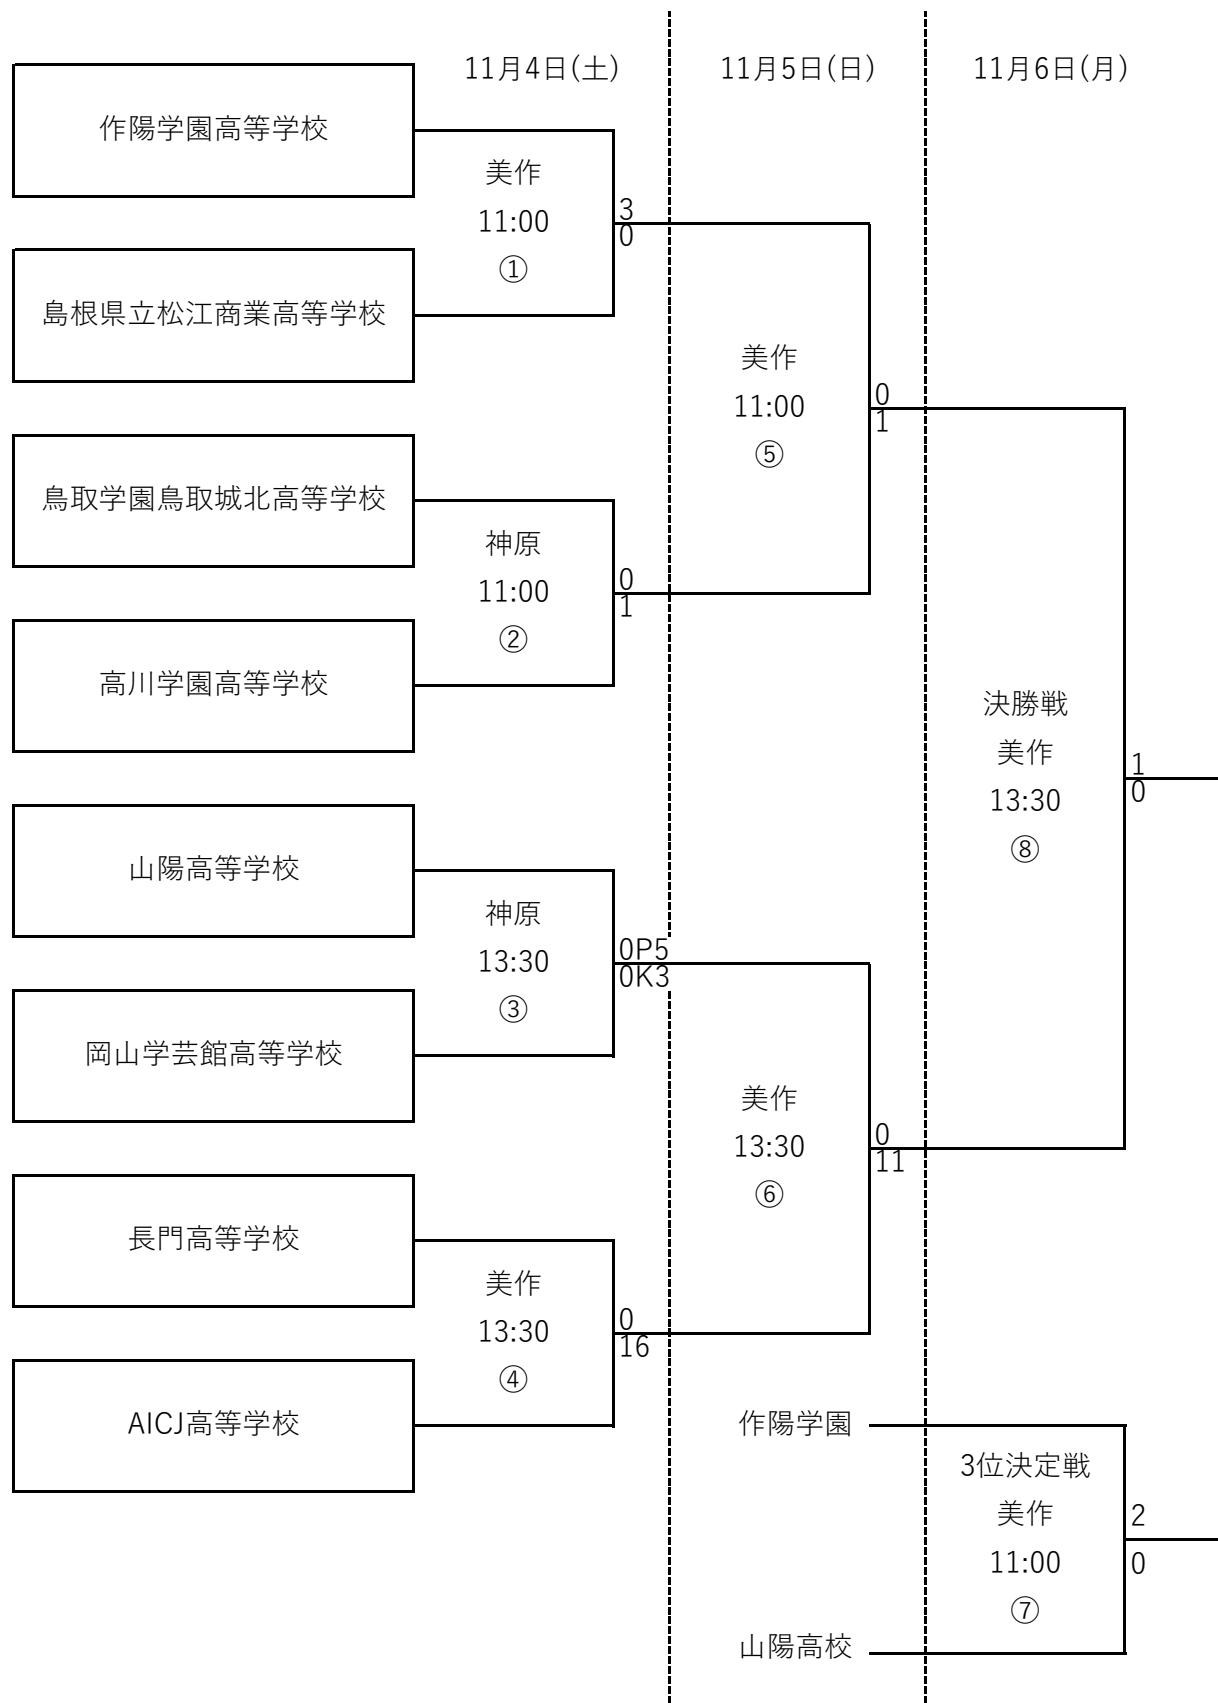 11月4日(土)
11月5日(日)
11月6日(月)
作陽学園高等学校
美作
11:00
①
3
0
島根県立松江商業高等学校
美作
11:00
⑤
0
1
鳥取学園鳥取城北高等学校
神原
11:00
②
0
1
高川学園高等学校
決勝戦
美作
13:30
⑧
1
0
山陽高等学校
神原
13:30
③
0P5
0K3
岡山学芸館高等学校
美作
13:30
⑥
0
11
長門高等学校
美作
13:30
④
0
16
AICJ高等学校
作陽学園
3位決定戦
美作
11:00
⑦
2
0
山陽高校